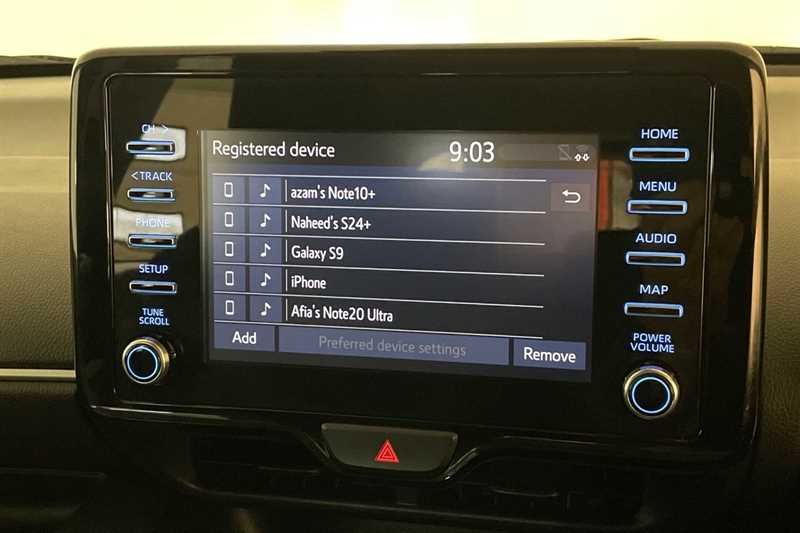 Registered device 9:03
azam's Note10+
Naheed's S24+
Galaxy S9
iPhone
Afia's Note20 Ultra
Add Preferred device settings Remove
CH >
< TRACK
PHONE
SETUP
TUNE
SCROLL
HOME
MENU
AUDIO
MAP
POWER
VOLUME